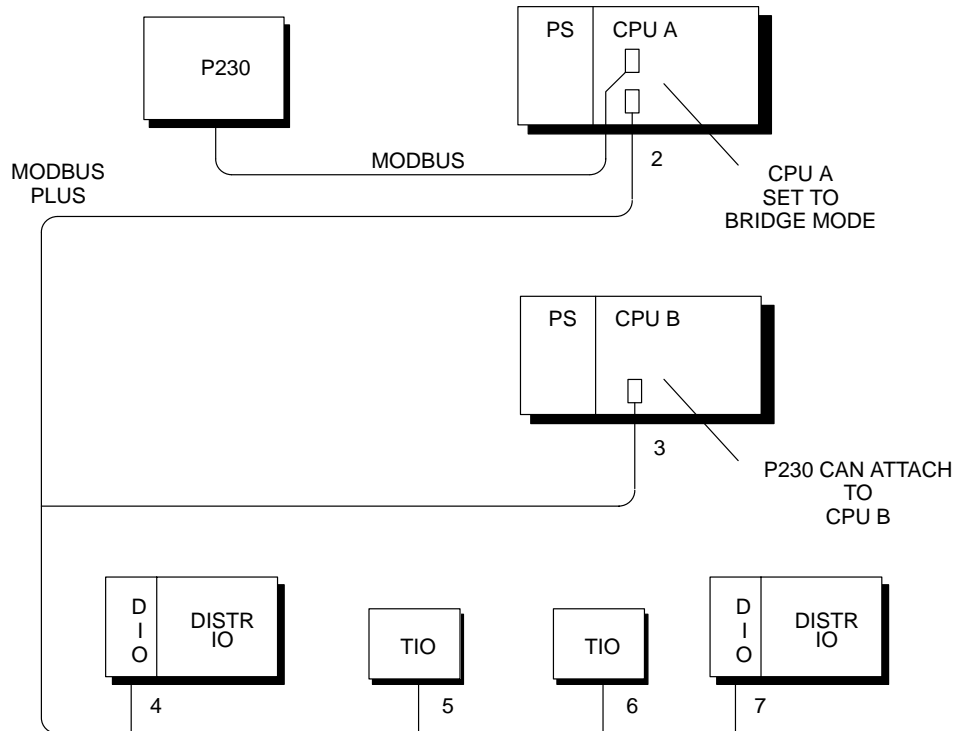 P230
PS
CPU A
MODBUS
2
MODBUS
PLUS
CPU A
SET TO
BRIDGE MODE
PS
CPU B
3
P230 CAN ATTACH
TO
CPU B
D
I
O
DISTR
IO
TIO
TIO
D
I
O
DISTR
IO
4
5
6
7